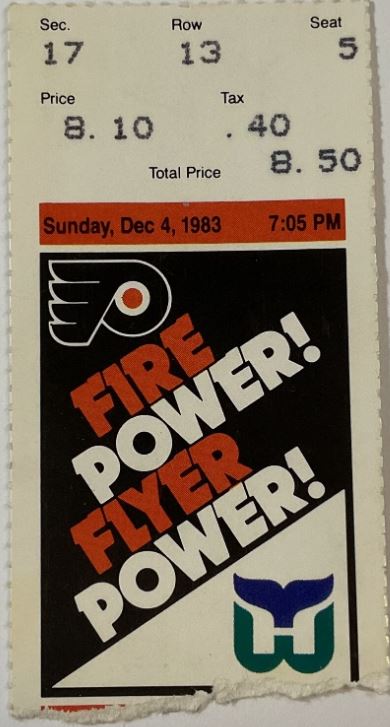 Sec. Row Seat
17 13 5
Price Tax
8.10 .40
Total Price 8.50
Sunday, Dec 4, 1983 7:05 PM
FIRE
POWER!
FLYER
POWER!